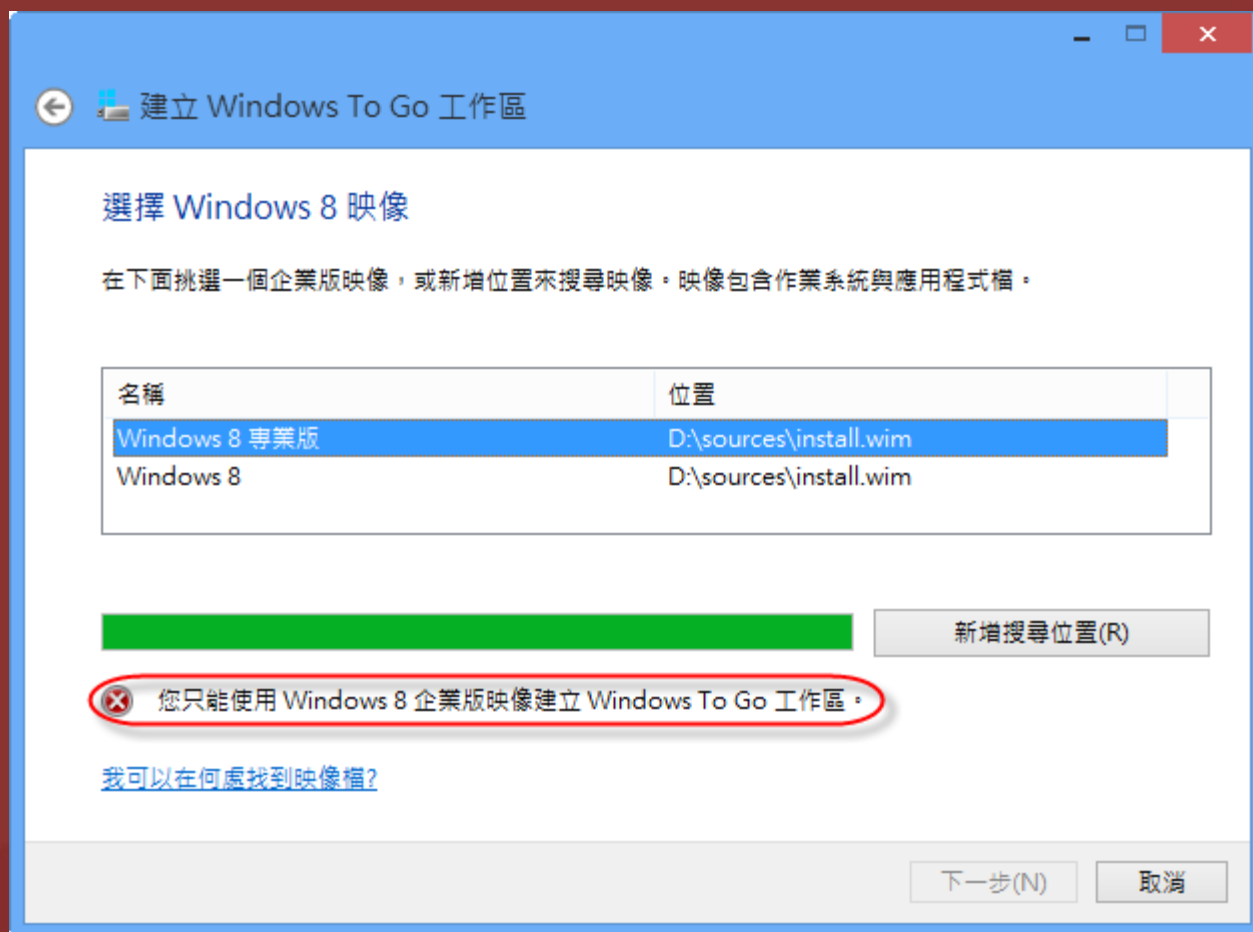 建立 Windows To Go 工作區
選擇 Windows 8 映像
在下面挑選一個企業版映像，或新增位置來搜尋映像。映像包含作業系統與應用程式檔。
名稱 位置
Windows 8 專業版 D:\sources\install.wim
Windows 8 D:\sources\install.wim
新增搜尋位置(R)
您只能使用 Windows 8 企業版映像建立 Windows To Go 工作區。
我可以在何處找到映像檔?
下一步(N) 取消